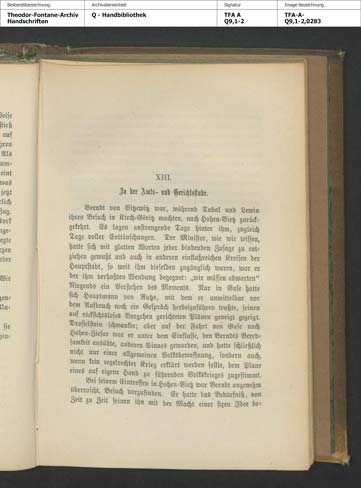 Bestandsbezeichnung
Theodor-Fontane-Archiv
Handschriften
Archivalieneinheit
Q - Handbibliothek
Signatur
TFA A
Q9,1-2
Image-Bezeichnung
TFA-A-
Q9,1-2,0283
XIII.
In der Amts- und Gerichtsstube.
Berndt von Vitzewitz war, während Tubal und Lewin
ihren Besuch in Kirch-Göritz machten, nach Hohen-Vietz zurück-
gekehrt. Es lagen anstrengende Tage hinter ihm, zugleich
Tage voller Enttäuschungen. Der Minister, wie wir wissen,
hatte sich mit glatten Worten jeder bindenden Zusage zu ent-
ziehen gewußt und auch in anderen einflußreichen Kreisen der
Hauptstadt, so weit ihm dieselben zugänglich waren, war er
der ihm verhaßten Wendung begegnet: „wir müssen abwarten“
Nirgends ein Verstehen des Moments. Nur in Guse hatte
sich Hauptmann von Rutze, mit dem er unmittelbar vor
dem Aufbruch noch ein Gespräch herbeizuführen wußte, seinen
auf rücksichtsloses Vorgehen gerichteten Plänen geneigt gezeigt.
Drosselstein schwankte; aber auf der Fahrt von Guse nach
Hohen-Ziesar war er unter dem Einflusse, den Berndts Beredt-
samkeit ausübte, anderen Sinnes geworden, und hatte schließlich
nicht nur einer allgemeinen Volksbewaffnung, sondern auch,
wenn kein regelrechter Krieg erklärt werden sollte, dem Plane
eines auf eigene Hand zu führenden Volkskrieges zugestimmt.
Bei seinem Eintreffen in Hohen-Vietz war Berndt angenehm
überrascht, Besuch vorzufinden. Er hatte das Bedürfniß, von
Zeit zu Zeit seinen ihn mit der Macht einer fixen Idee be-